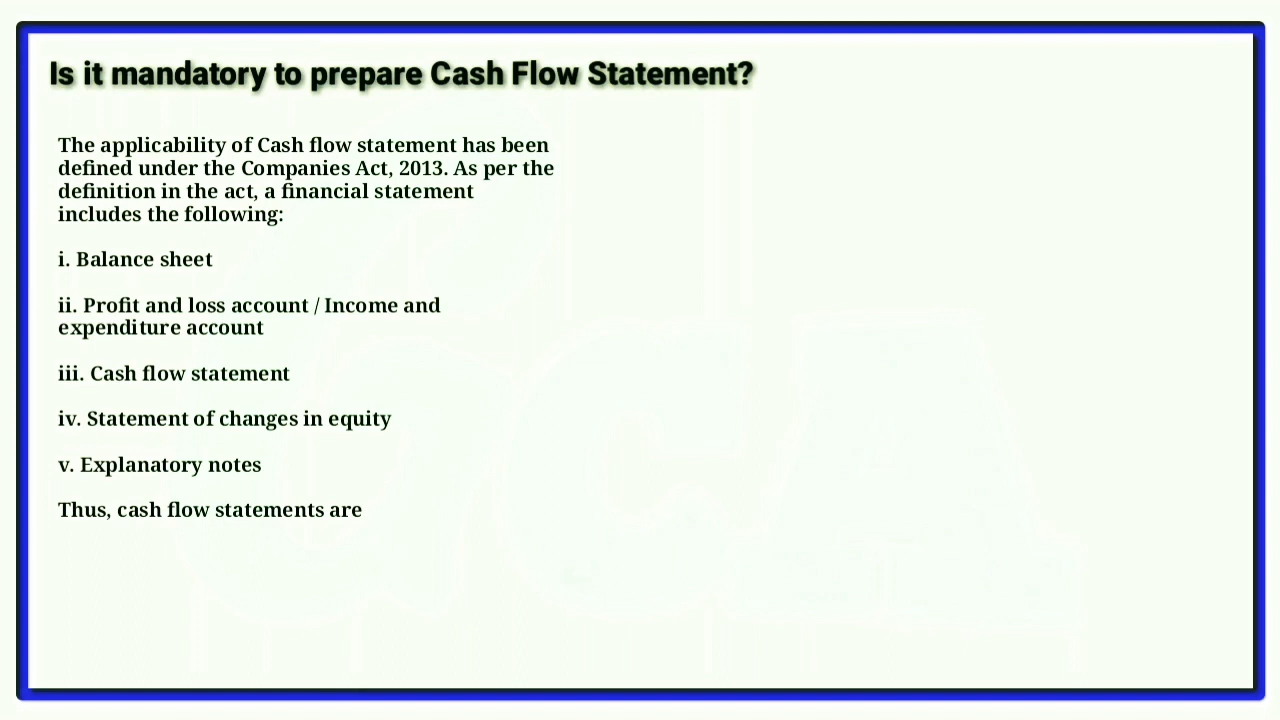 Is it mandatory to prepare Cash Flow Statement?
The applicability of Cash flow statement has been
defined under the Companies Act, 2013. As per the
definition in the act, a financial statement
includes the following:
i. Balance sheet
ii. Profit and loss account / Income and
expenditure account
iii. Cash flow statement
iv. Statement of changes in equity
v. Explanatory notes
Thus, cash flow statements are